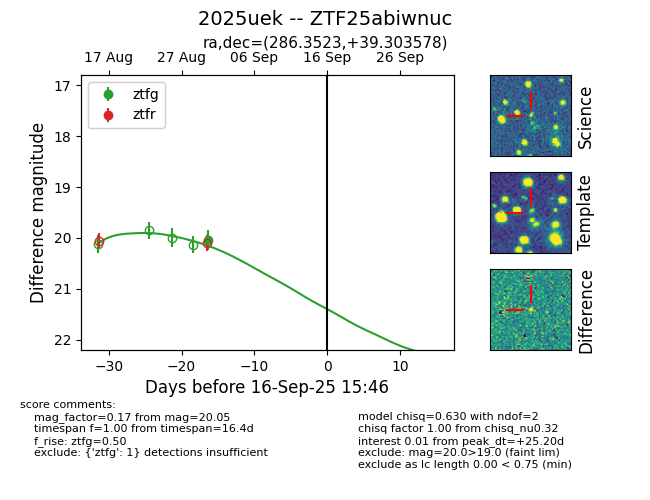 2025uek -- ZTF25abiwnuc
ra,dec=(286.3523,+39.303578)
17 Aug 27 Aug 06 Sep 16 Sep 26 Sep
ztfg
ztfr
17
18
19
20
21
22
Difference magnitude
−30 −20 −10 0 10
Days before 16-Sep-25 15:46
Science
Template
Difference
score comments:
mag_factor=0.17 from mag=20.05
timespan f=1.00 from timespan=16.4d
f_rise: ztfg=0.50
exclude: {'ztfg': 1} detections insufficient
model chisq=0.630 with ndof=2
chisq factor 1.00 from chisq_nu0.32
interest 0.01 from peak_dt=+25.20d
exclude: mag=20.0>19.0 (faint lim)
exclude as lc length 0.00 < 0.75 (min)